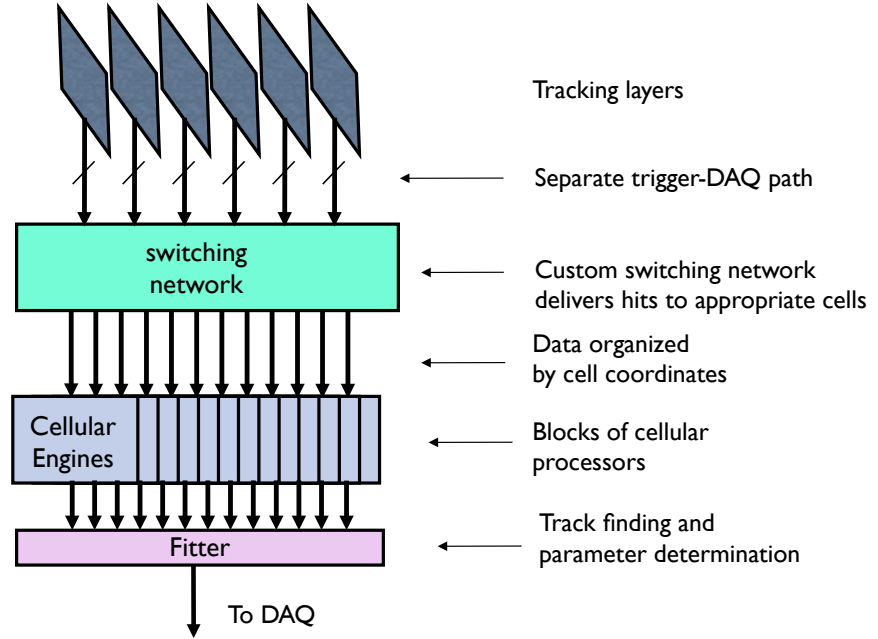 Tracking layers
Separate trigger-DAQ path
switching
network
Custom switching network
delivers hits to appropriate cells
Data organized
by cell coordinates
Cellular
Engines
Blocks of cellular
processors
Fitter
Track finding and
parameter determination
To DAQ